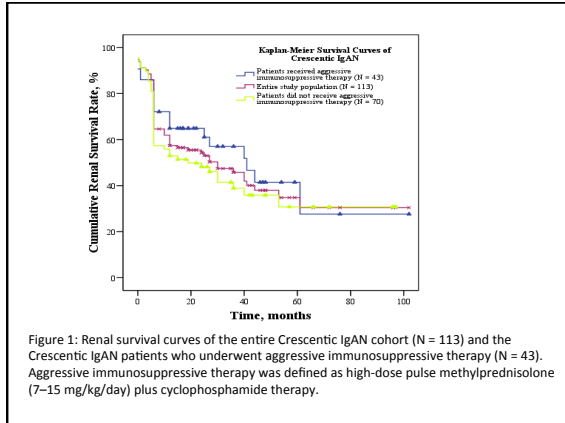 Kaplan-Meier Survival Curves of
Crescentic IgAN
Patients received aggressive
immunosuppressive therapy (N = 43)
Entire study population (N = 113)
Patients did not receive aggressive
immunosuppressive therapy (N = 70)
Cumulative Renal Survival Rate, %
100
80
60
40
20
0
0 20 40 60 80 100
Time, months
Figure 1: Renal survival curves of the entire Crescentic IgAN cohort (N = 113) and the
Crescentic IgAN patients who underwent aggressive immunosuppressive therapy (N = 43).
Aggressive immunosuppressive therapy was defined as high-dose pulse methylprednisolone
(7–15 mg/kg/day) plus cyclophosphamide therapy.